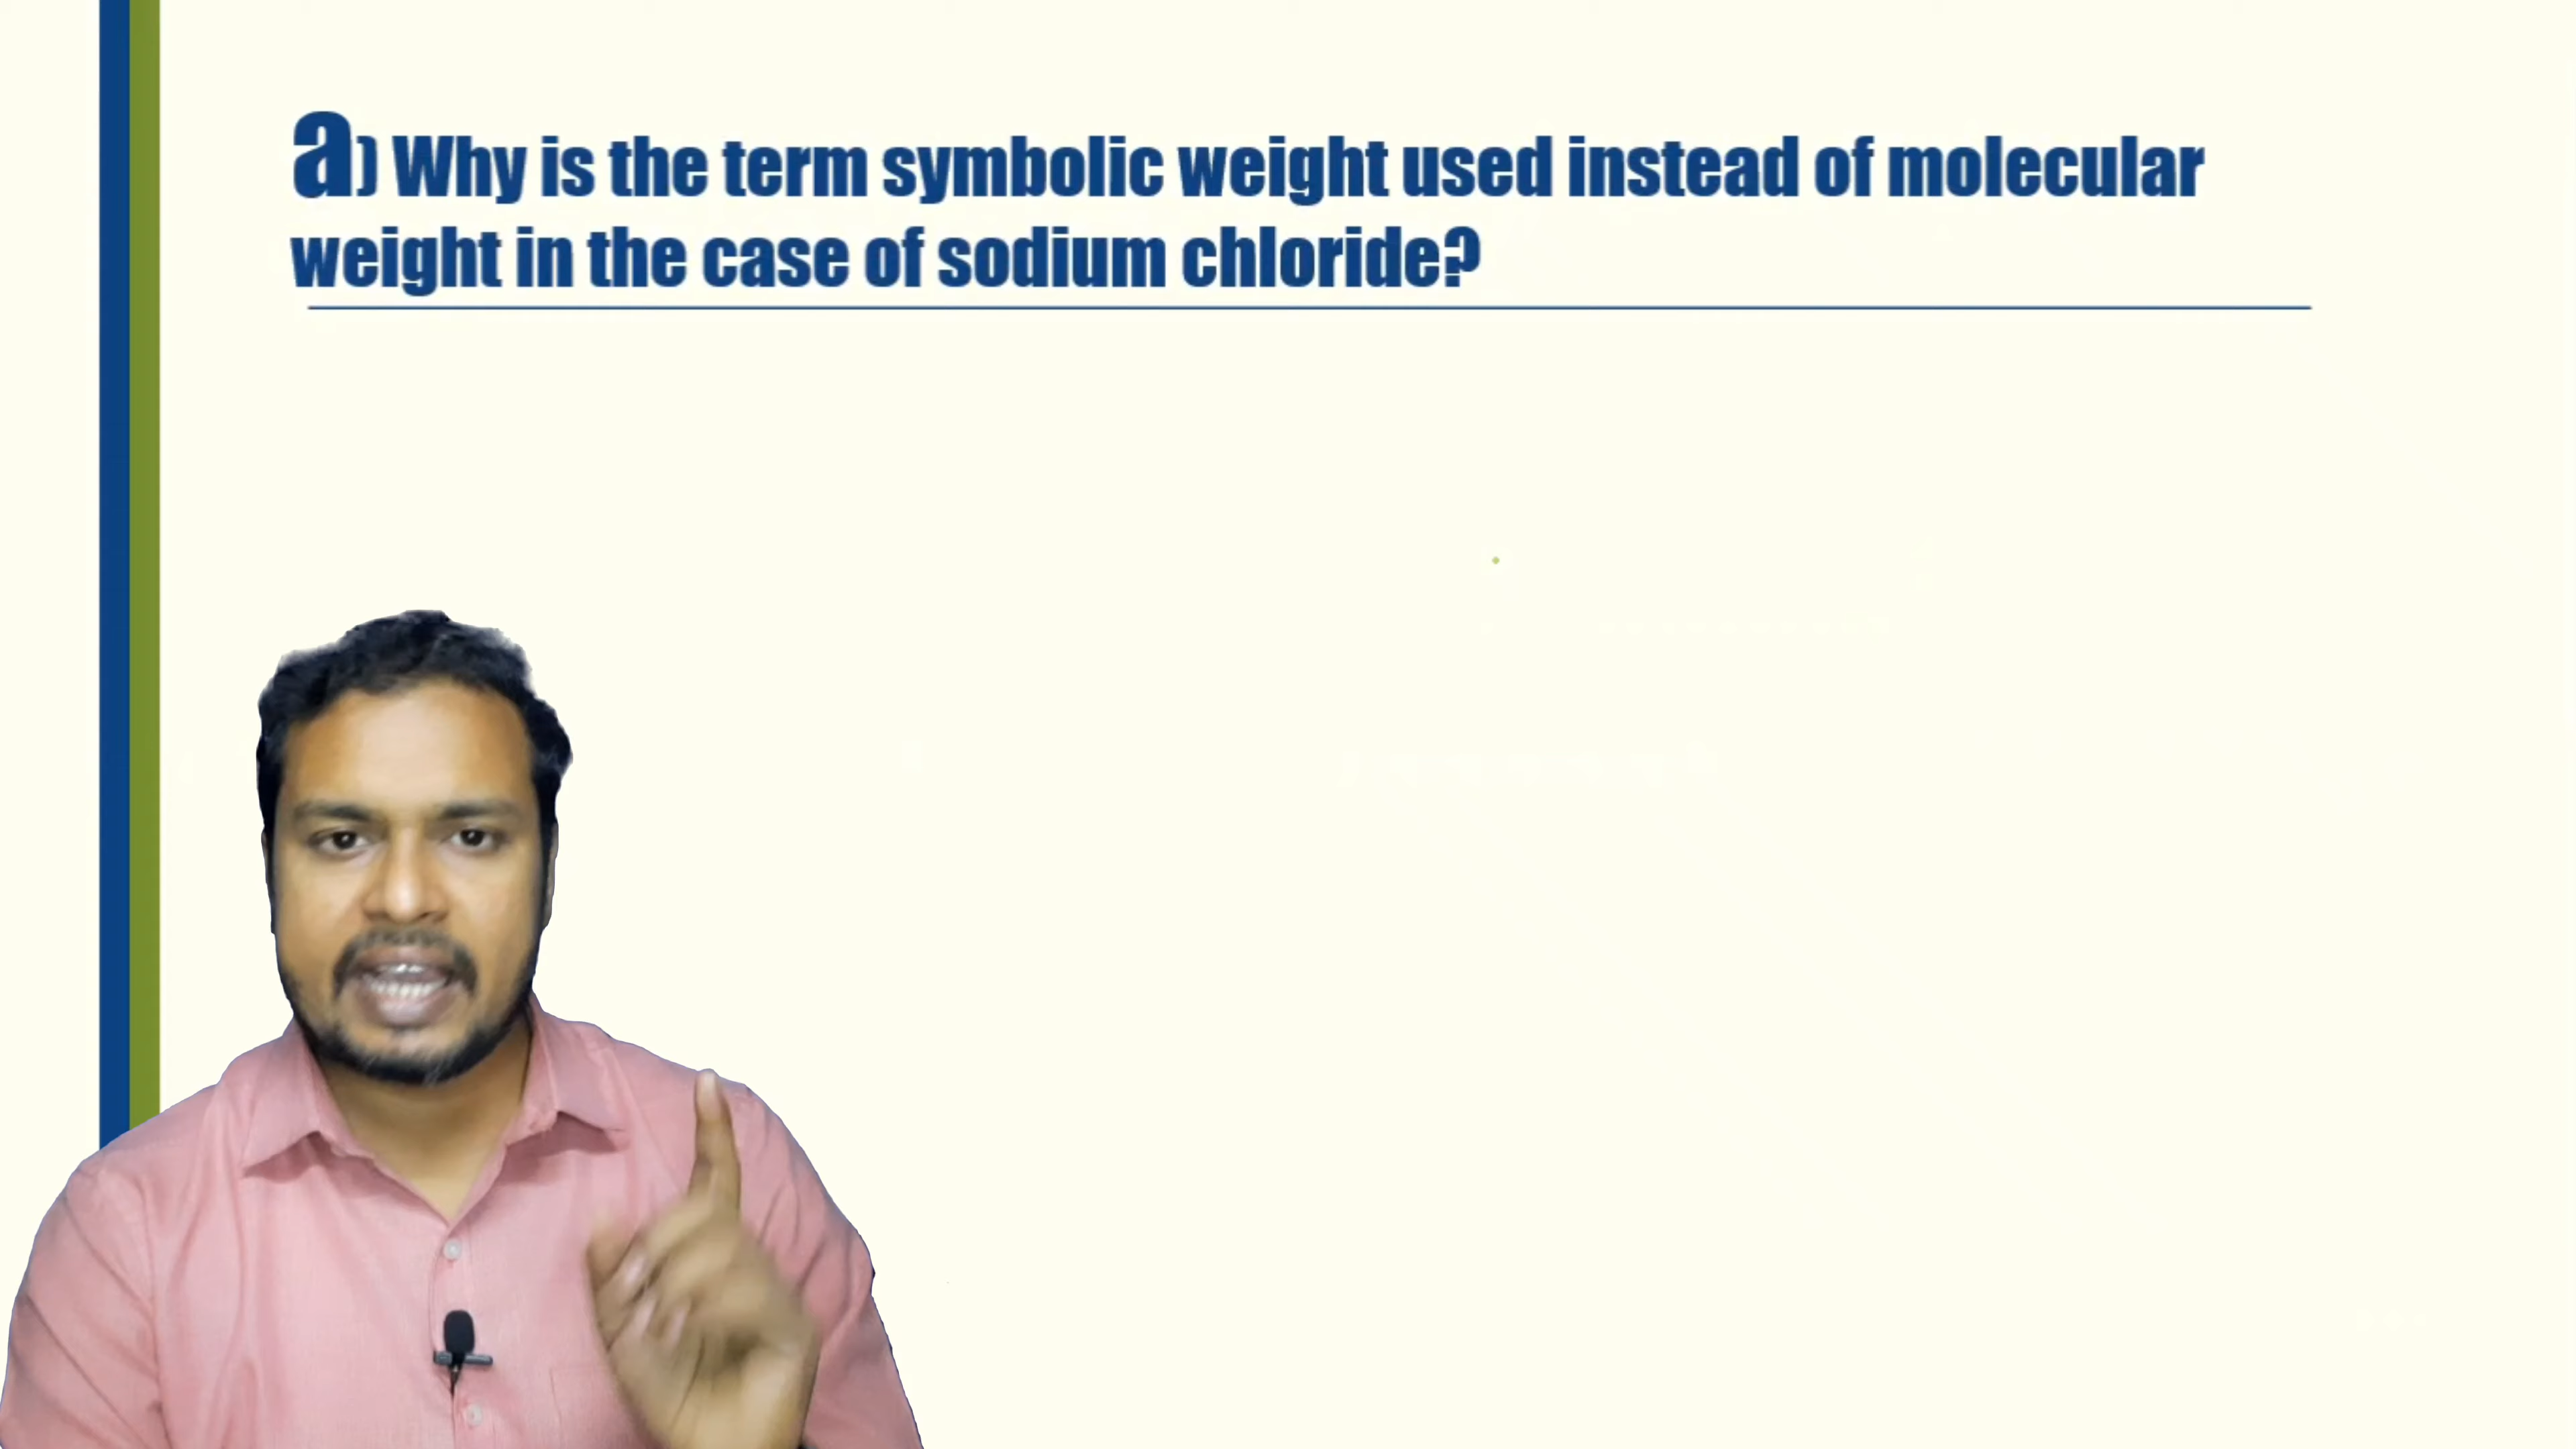 a) Why is the term symbolic weight used instead of molecular
weight in the case of sodium chloride?